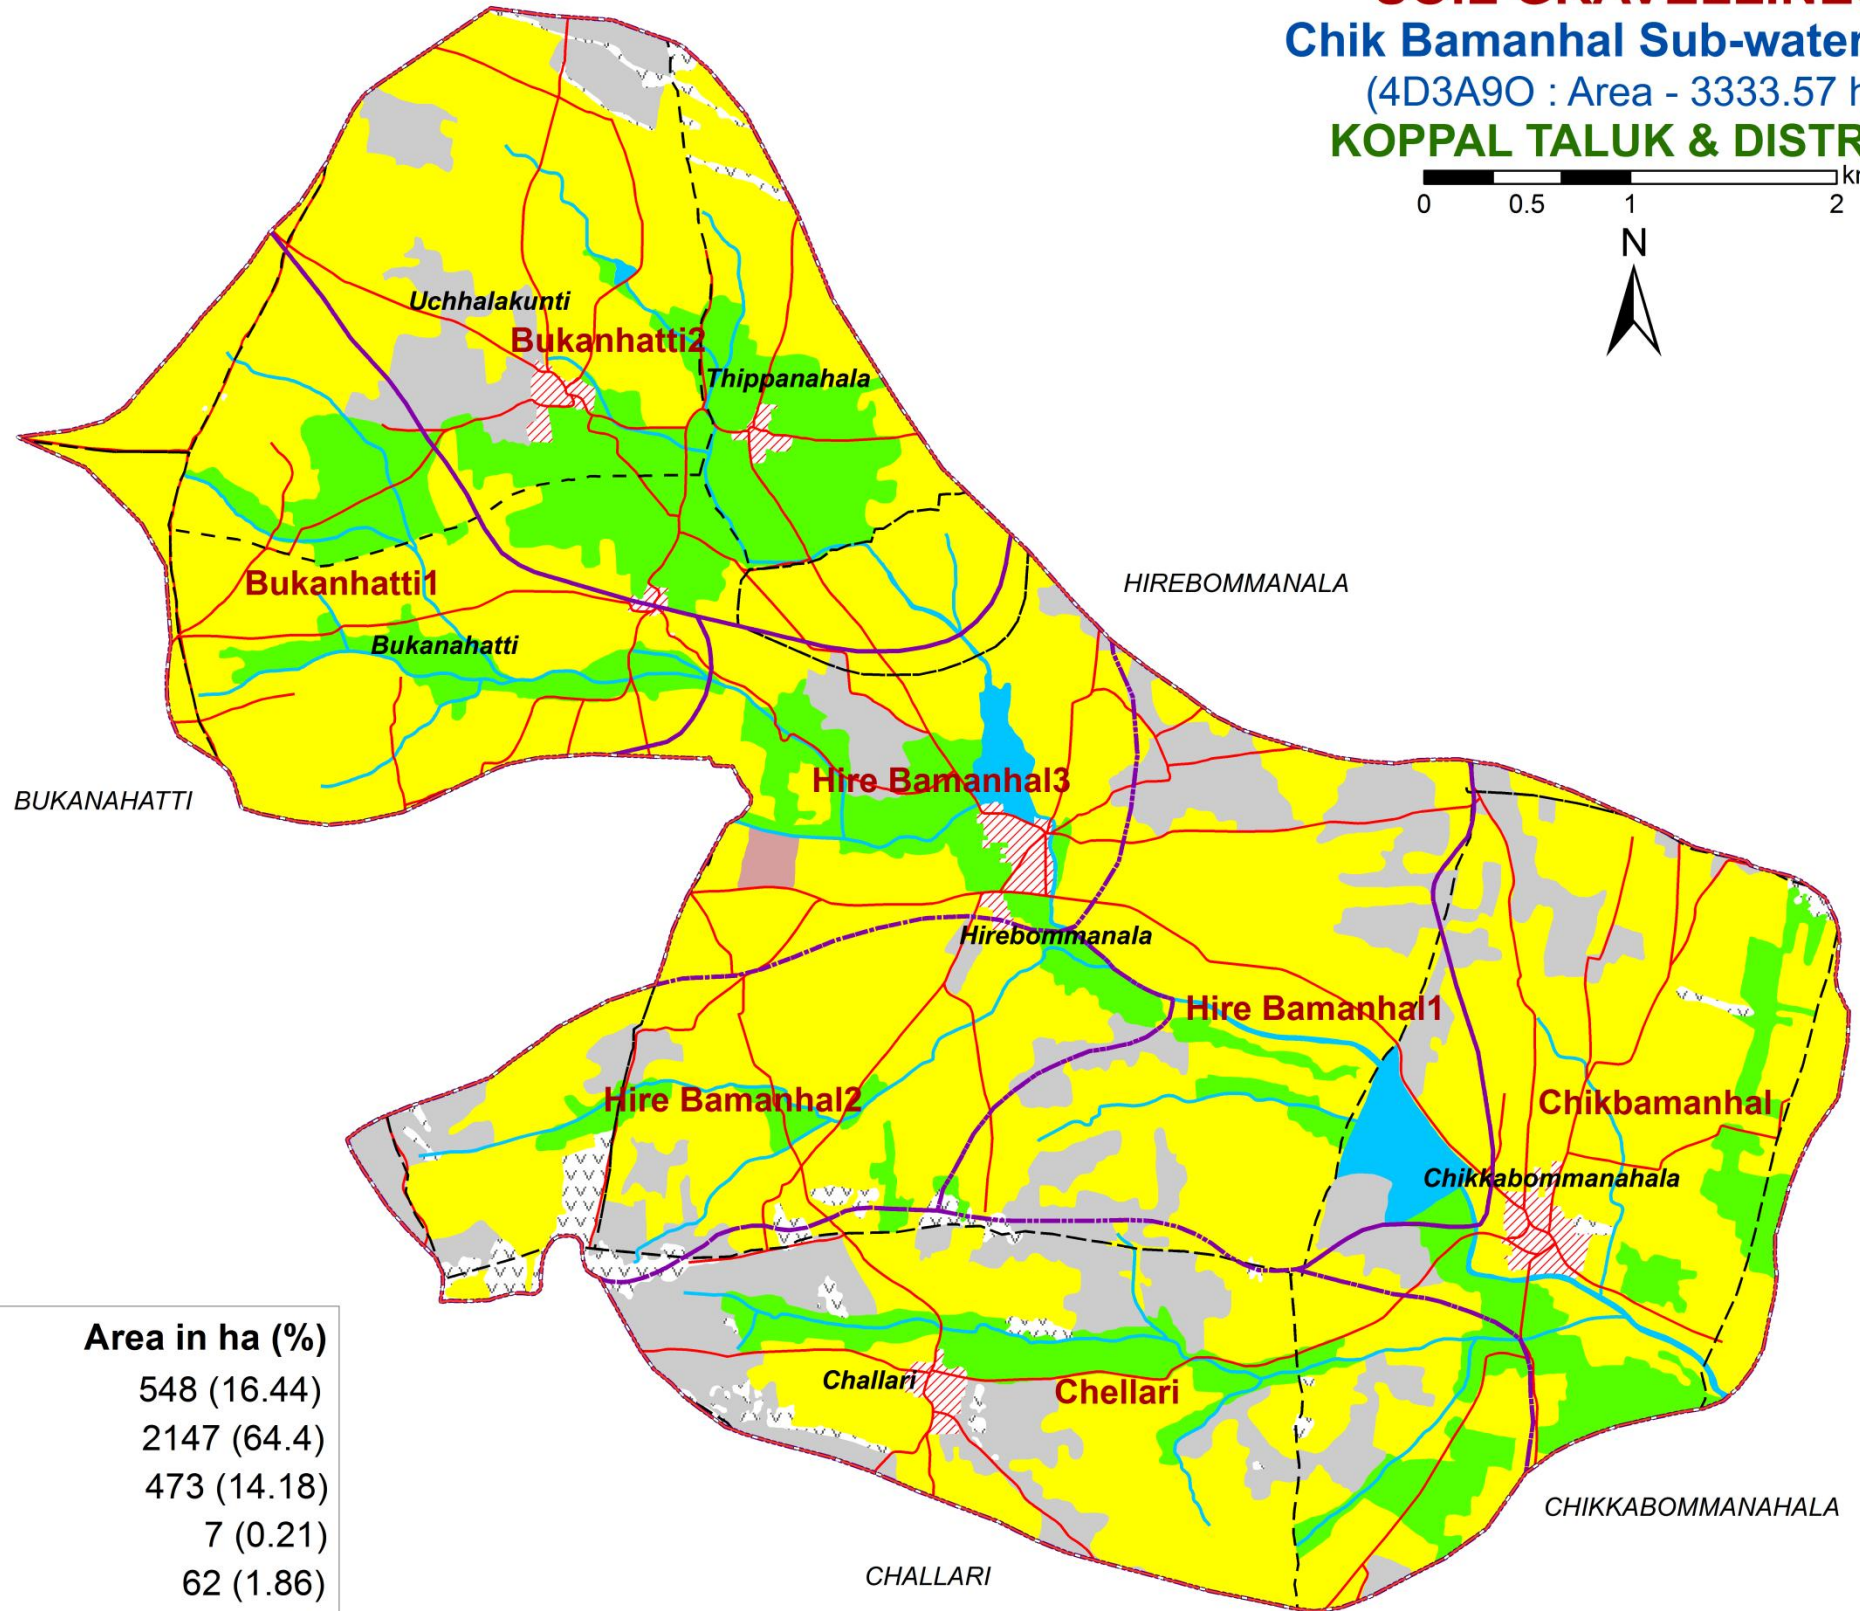 Chik Bamanhal Sub-water
(4D3A9O : Area - 3333.57 h
KOPPAL TALUK & DISTR
km
0 0.5 1 2
N
Uchhalakunti
Bukanhatti2
Thippanahala
HIREBOMMANALA
Bukanhatti1
Bukanahatti
Hire Bamanhal3
BUKANAHATTI
Hirebommanala
Hire Bamanhal1
Hire Bamanhal2
Chikbamanhal
Chikkabommanahala
Challari
Chellari
CHIKKABOMMANAHALA
CHALLARI
Area in ha (%)
548 (16.44)
2147 (64.4)
473 (14.18)
7 (0.21)
62 (1.86)